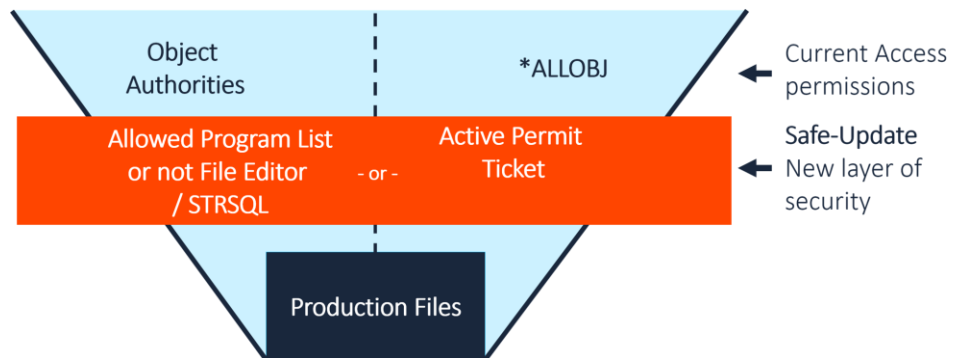 Object
Authorities
*ALLOBJ
Current Access
permissions
Allowed Program List
or not File Editor
/ STRSQL
- or -
Active Permit
Ticket
Safe-Update
New layer of
security
Production Files